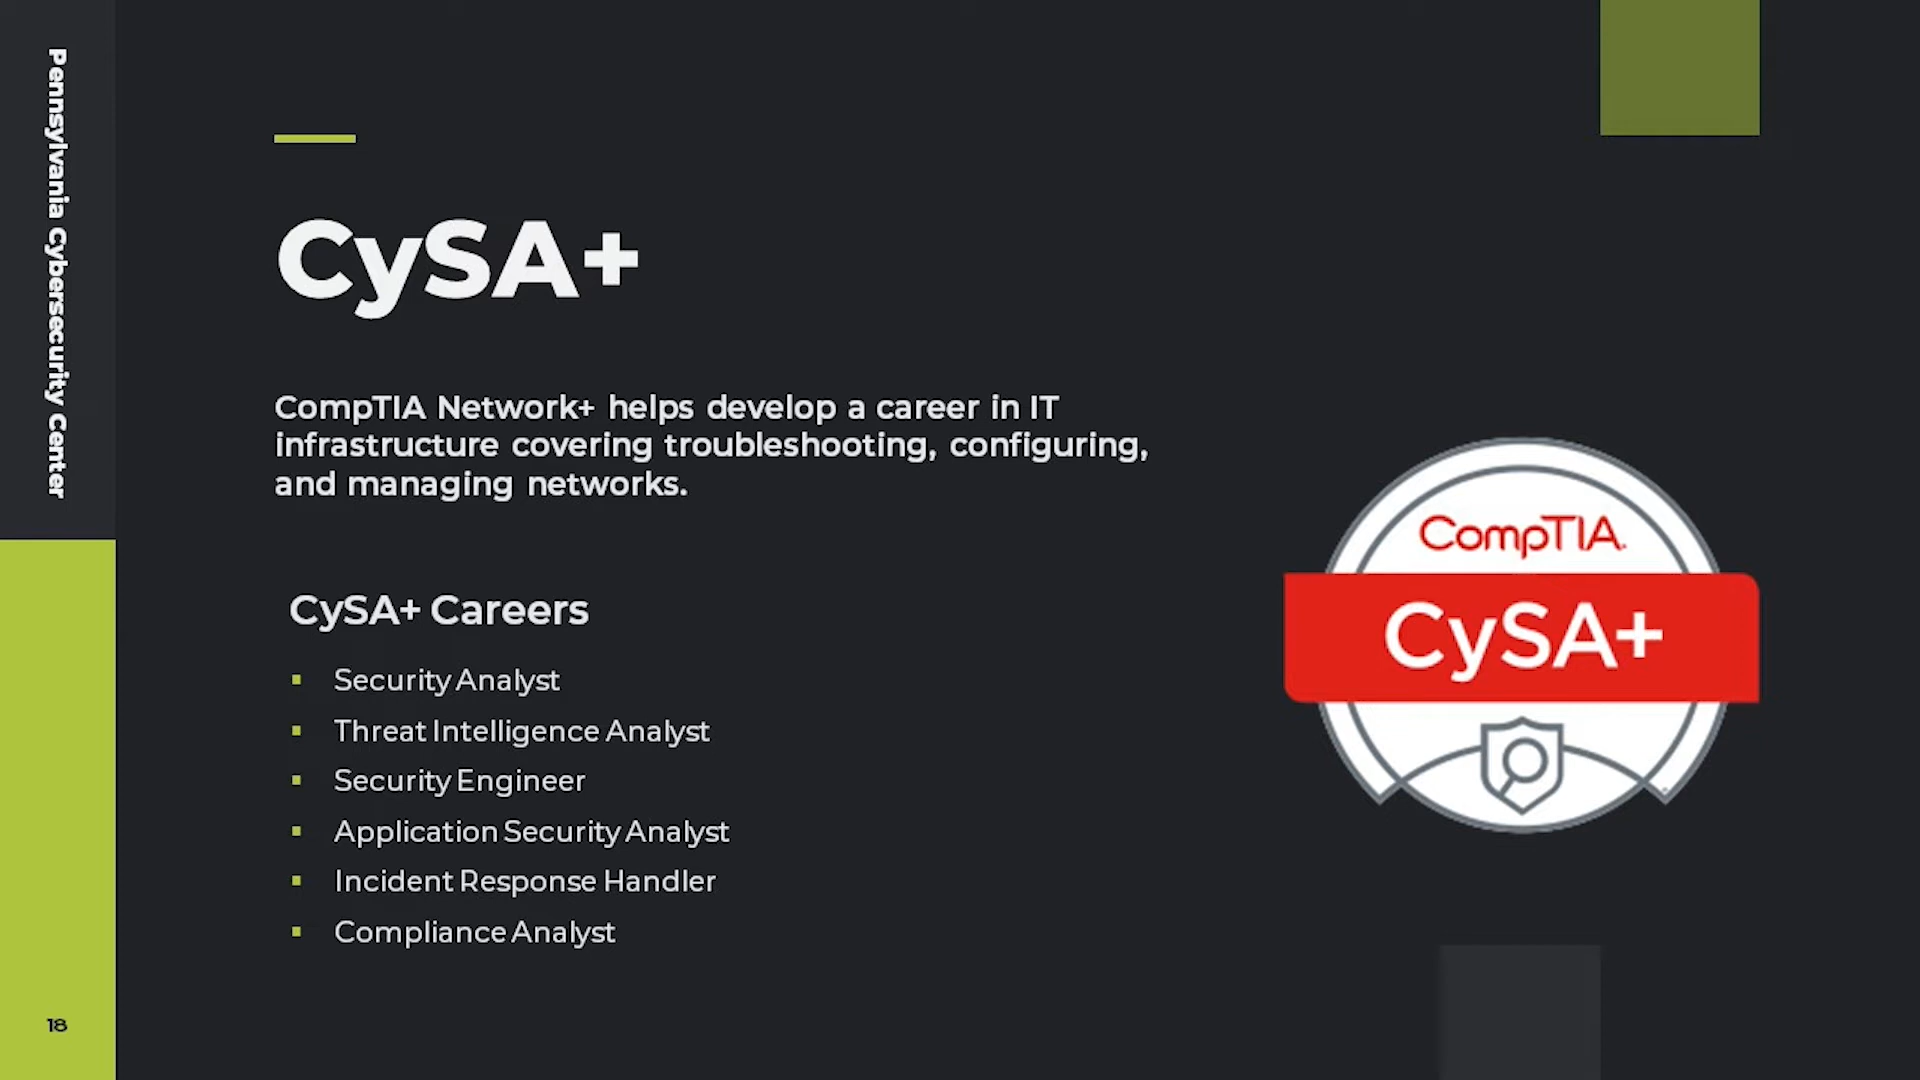 Pennsylvania Cybersecurity Center
CySA+
CompTIA Network+ helps develop a career in IT
infrastructure covering troubleshooting, configuring,
and managing networks.
CySA+ Careers
Security Analyst
Threat Intelligence Analyst
Security Engineer
Application Security Analyst
Incident Response Handler
Compliance Analyst
CompTIA.
CySA+
18